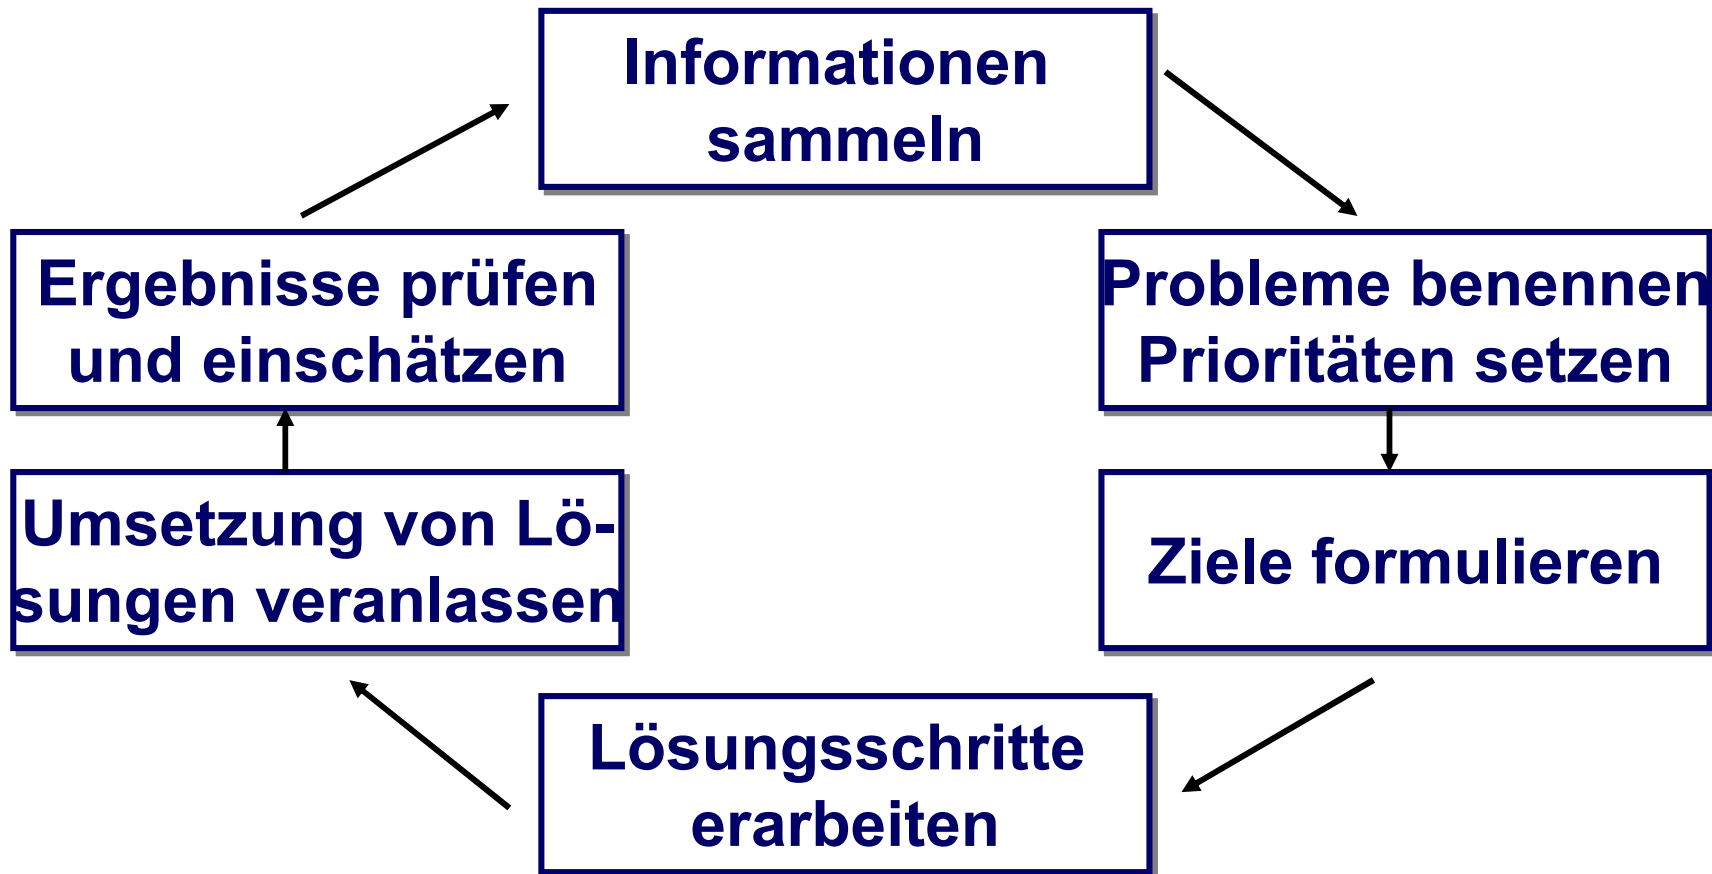 Informationen
sammeln
Ergebnisse prüfen
und einschätzen
Probleme benennen
Prioritäten setzen
Umsetzung von Lö-
sungen veranlassen
Ziele formulieren
Lösungsschritte
erarbeiten